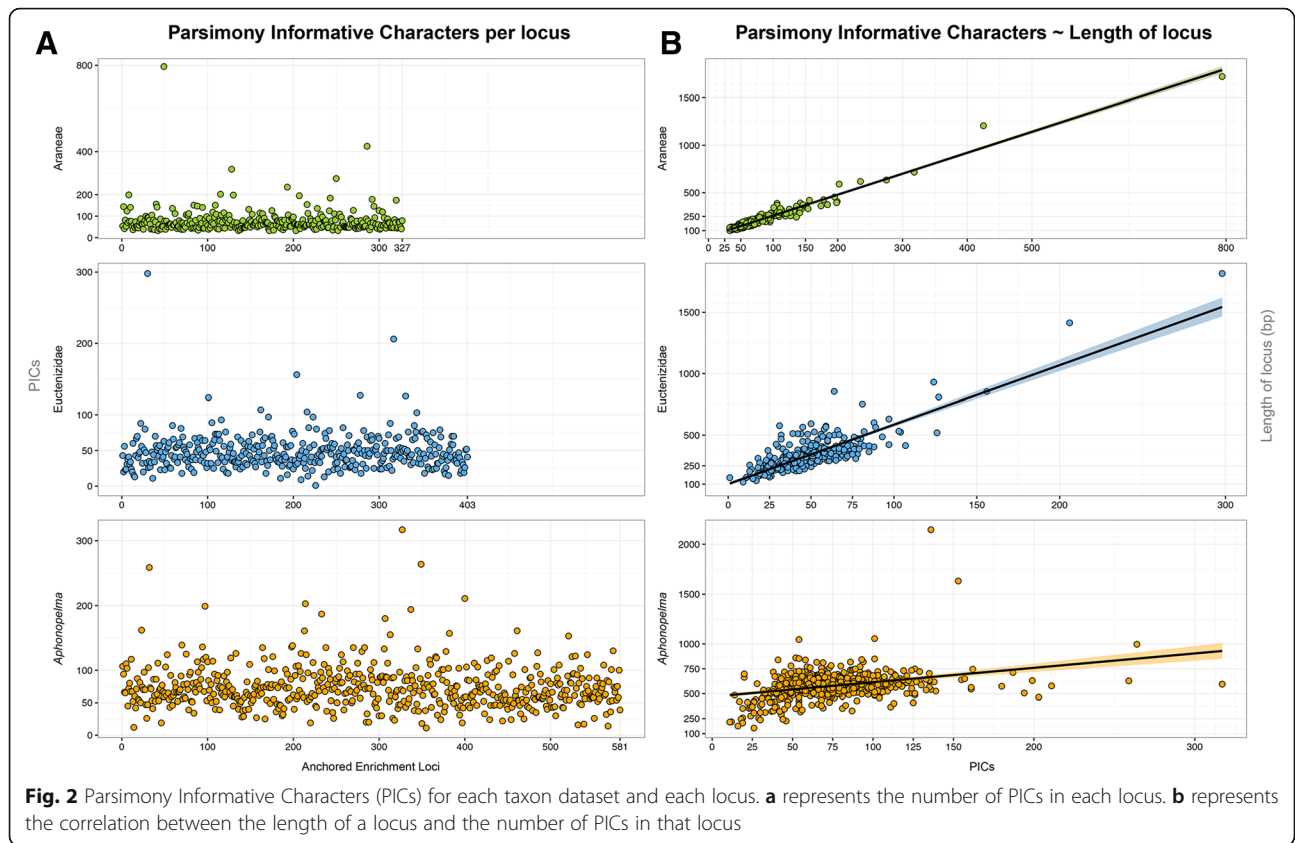 A
Parsimony Informative Characters per locus
B
Parsimony Informative Characters ~ Length of locus
PICs
Araneae
800
400
200
100
0
0 100 200 300 327
Araneae
1500
1000
500
250
100
0 25 50 100 150 200 300 400 500 800
Euctenizidae
300
200
100
50
0
0 100 200 300 403
Euctenizidae
1500
1000
500
250
100
0 25 50 75 100 150 200 300
Length of locus (bp)
Aphonopelma
300
200
100
50
0
0 100 200 300 400 500 581
Anchored Enrichment Loci
Aphonopelma
2000
1500
1000
750
500
250
100
0 25 50 75 100 125 150 200 300
PICs
Fig. 2 Parsimony Informative Characters (PICs) for each taxon dataset and each locus. a represents the number of PICs in each locus. b represents
the correlation between the length of a locus and the number of PICs in that locus